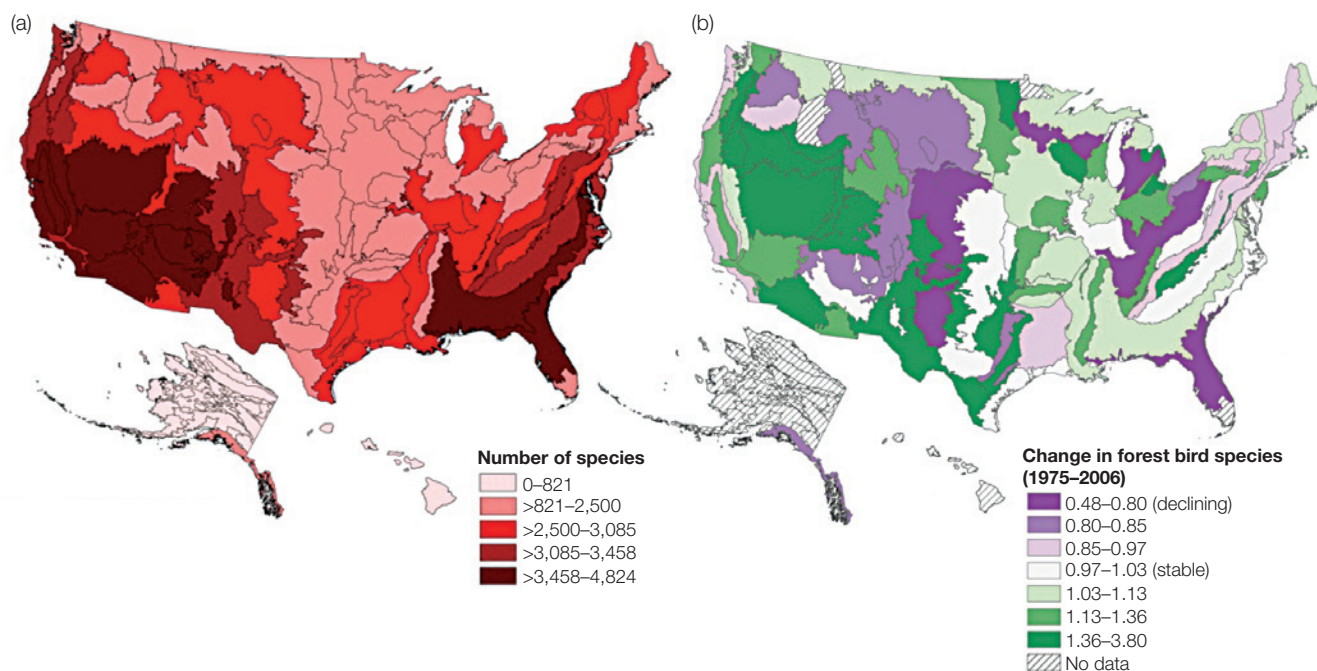 (a)
Number of species
0–821
>821–2,500
>2,500–3,085
>3,085–3,458
>3,458–4,824
(b)
Change in forest bird species
(1975–2006)
0.48–0.80 (declining)
0.80–0.85
0.85–0.97
0.97–1.03 (stable)
1.03–1.13
1.13–1.36
1.36–3.80
No data